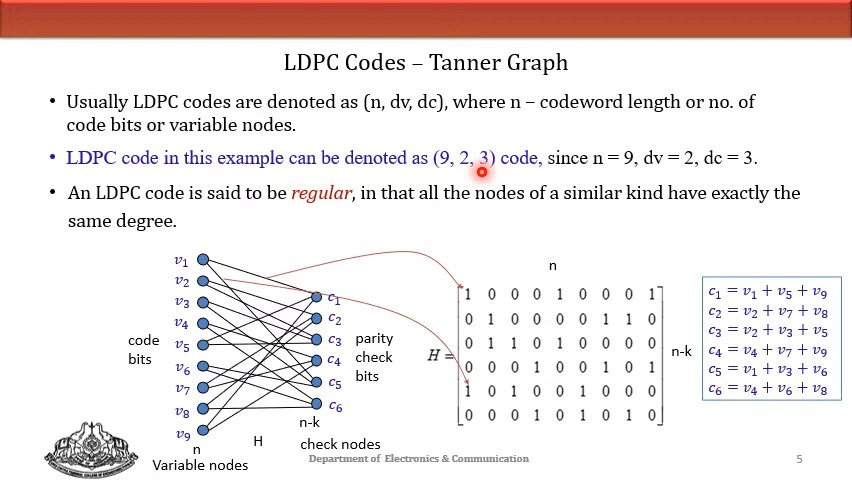 LDPC Codes – Tanner Graph
• Usually LDPC codes are denoted as (n, dv, dc), where n – codeword length or no. of
code bits or variable nodes.
• LDPC code in this example can be denoted as (9, 2, 3) code, since n = 9, dv = 2, dc = 3.
• An LDPC code is said to be regular, in that all the nodes of a similar kind have exactly the
same degree.
v₁
v₂
v₃
v₄
v₅
v₆
v₇
v₈
v₉
code
bits
n
Variable nodes
H
c₁
c₂
c₃
c₄
c₅
c₆
parity
check
bits
n-k
check nodes
n
H =
1 0 0 0 1 0 0 0 1
0 1 0 0 0 0 1 1 0
0 1 1 0 1 0 0 0 0
0 0 0 1 0 0 1 0 1
1 0 1 0 0 1 0 0 0
0 0 0 1 0 1 0 1 0
n-k
c₁ = v₁ + v₅ + v₉
c₂ = v₂ + v₇ + v₈
c₃ = v₂ + v₃ + v₅
c₄ = v₄ + v₇ + v₉
c₅ = v₁ + v₃ + v₆
c₆ = v₄ + v₆ + v₈
Department of Electronics & Communication
5